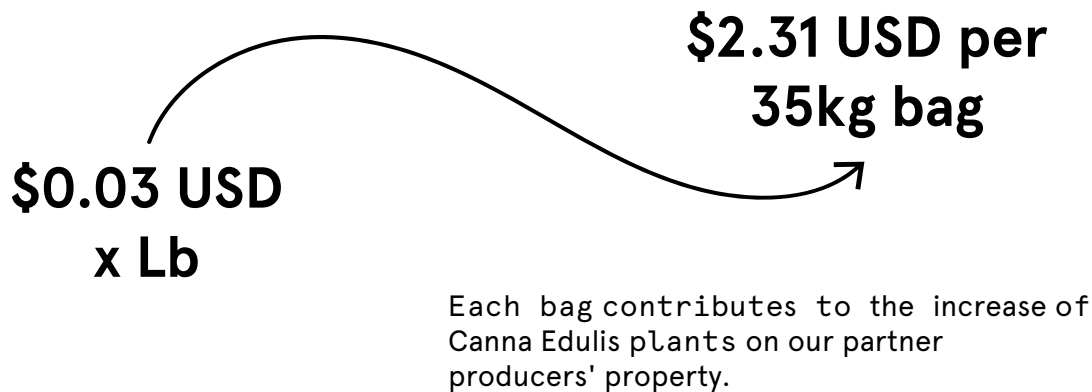 $2.31 USD per
35kg bag
$0.03 USD
x Lb
Each bag contributes to the increase of
Canna Edulis plants on our partner
producers' property.